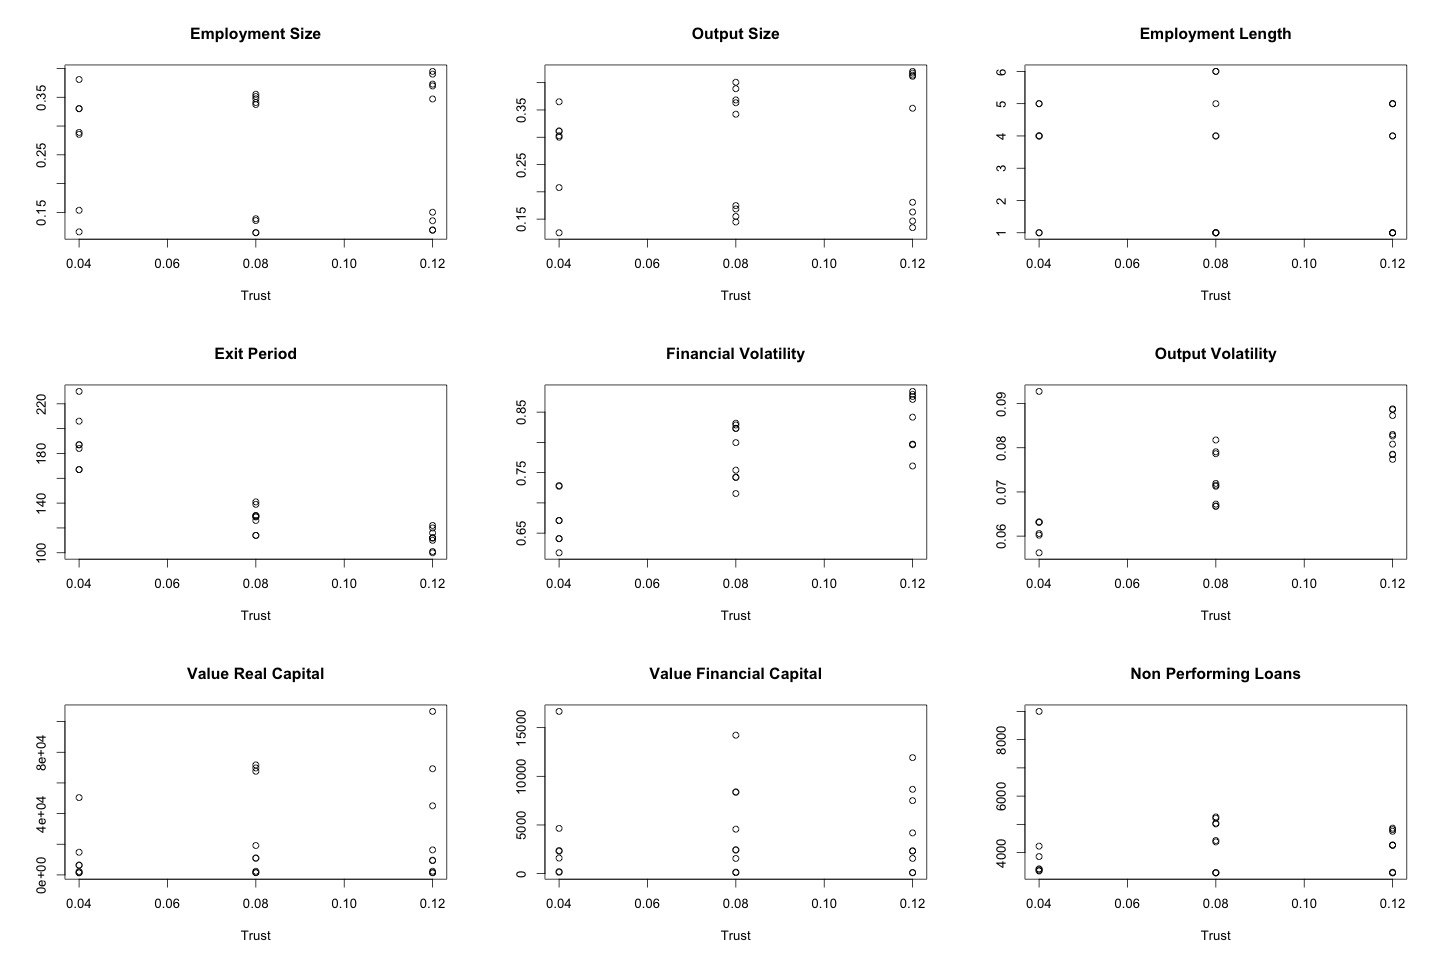 Employment Size
0.15 0.25 0.35
0.04 0.06 0.08 0.10 0.12
Trust
Output Size
0.15 0.25 0.35
0.04 0.06 0.08 0.10 0.12
Trust
Employment Length
1 2 3 4 5 6
0.04 0.06 0.08 0.10 0.12
Trust
Exit Period
100 140 180 220
0.04 0.06 0.08 0.10 0.12
Trust
Financial Volatility
0.65 0.75 0.85
0.04 0.06 0.08 0.10 0.12
Trust
Output Volatility
0.06 0.07 0.08 0.09
0.04 0.06 0.08 0.10 0.12
Trust
Value Real Capital
0e+00 4e+04 8e+04
0.04 0.06 0.08 0.10 0.12
Trust
Value Financial Capital
0 5000 10000 15000
0.04 0.06 0.08 0.10 0.12
Trust
Non Performing Loans
4000 6000 8000
0.04 0.06 0.08 0.10 0.12
Trust